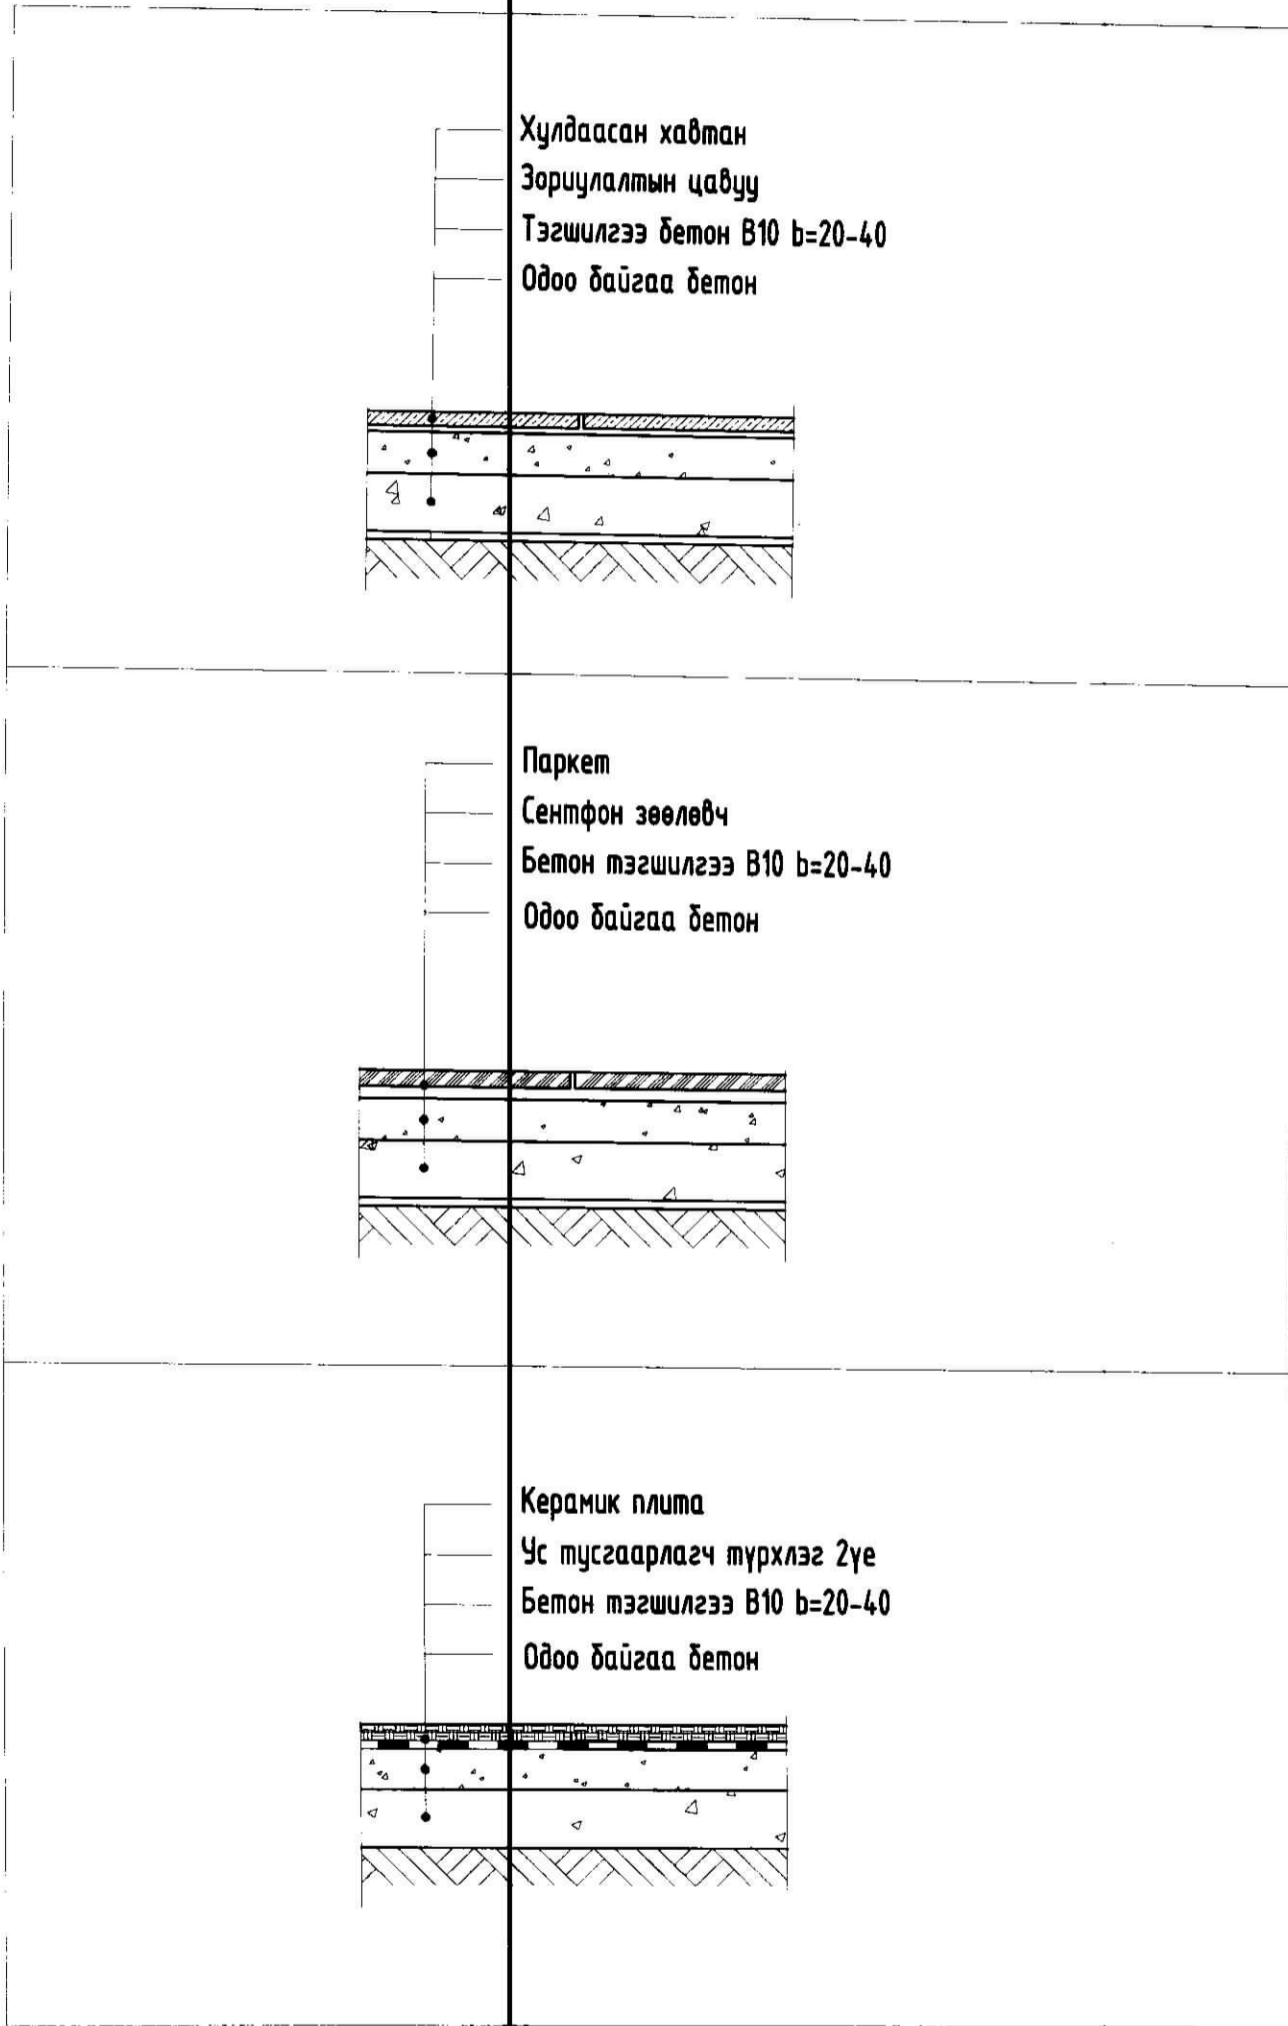 Хулдаасан хавтан
Зориулалтын цавуу
Тэгшилгээ бетон B10 b=20-40
Одоо байгаа бетон
Паркет
Сентфон зөөлөвч
Бетон тэгшилгээ B10 b=20-40
Одоо байгаа бетон
Керамик плита
Ус тусгаарлагч түрхлэг 2үе
Бетон тэгшилгээ B10 b=20-40
Одоо байгаа бетон